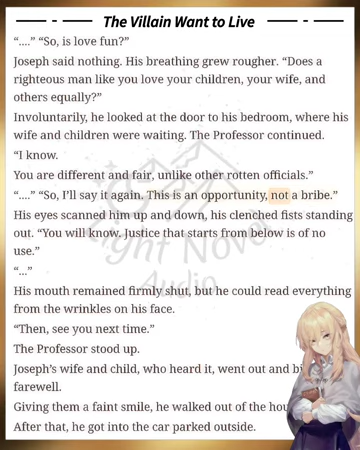 The Villain Want to Live
“....” “So, is love fun?”
Joseph said nothing. His breathing grew rougher. “Does a
righteous man like you love your children, your wife, and
others equally?”
Involuntarily, he looked at the door to his bedroom, where his
wife and children were waiting. The Professor continued.
“I know.
You are different and fair, unlike other rotten officials.”
“....” “So, I’ll say it again. This is an opportunity, not a bribe.”
His eyes scanned him up and down, his clenched fists standing
out. “You will know. Justice that starts from below is of no
use.”
“...”
His mouth remained firmly shut, but he could read everything
from the wrinkles on his face.
“Then, see you next time.”
The Professor stood up.
Joseph’s wife and child, who heard it, went out and
farewell.
Giving them a faint smile, he walked out of the
After that, he got into the car parked outside.
Light Novel
Audio